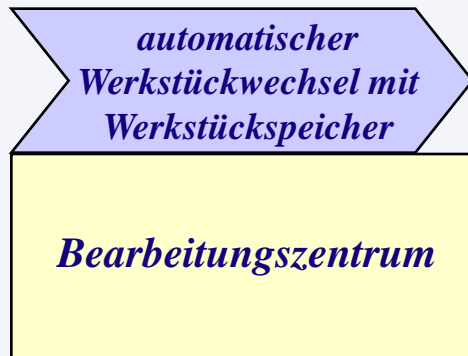 automatischer
Werkstückwechsel mit
Werkstückspeicher
Bearbeitungszentrum